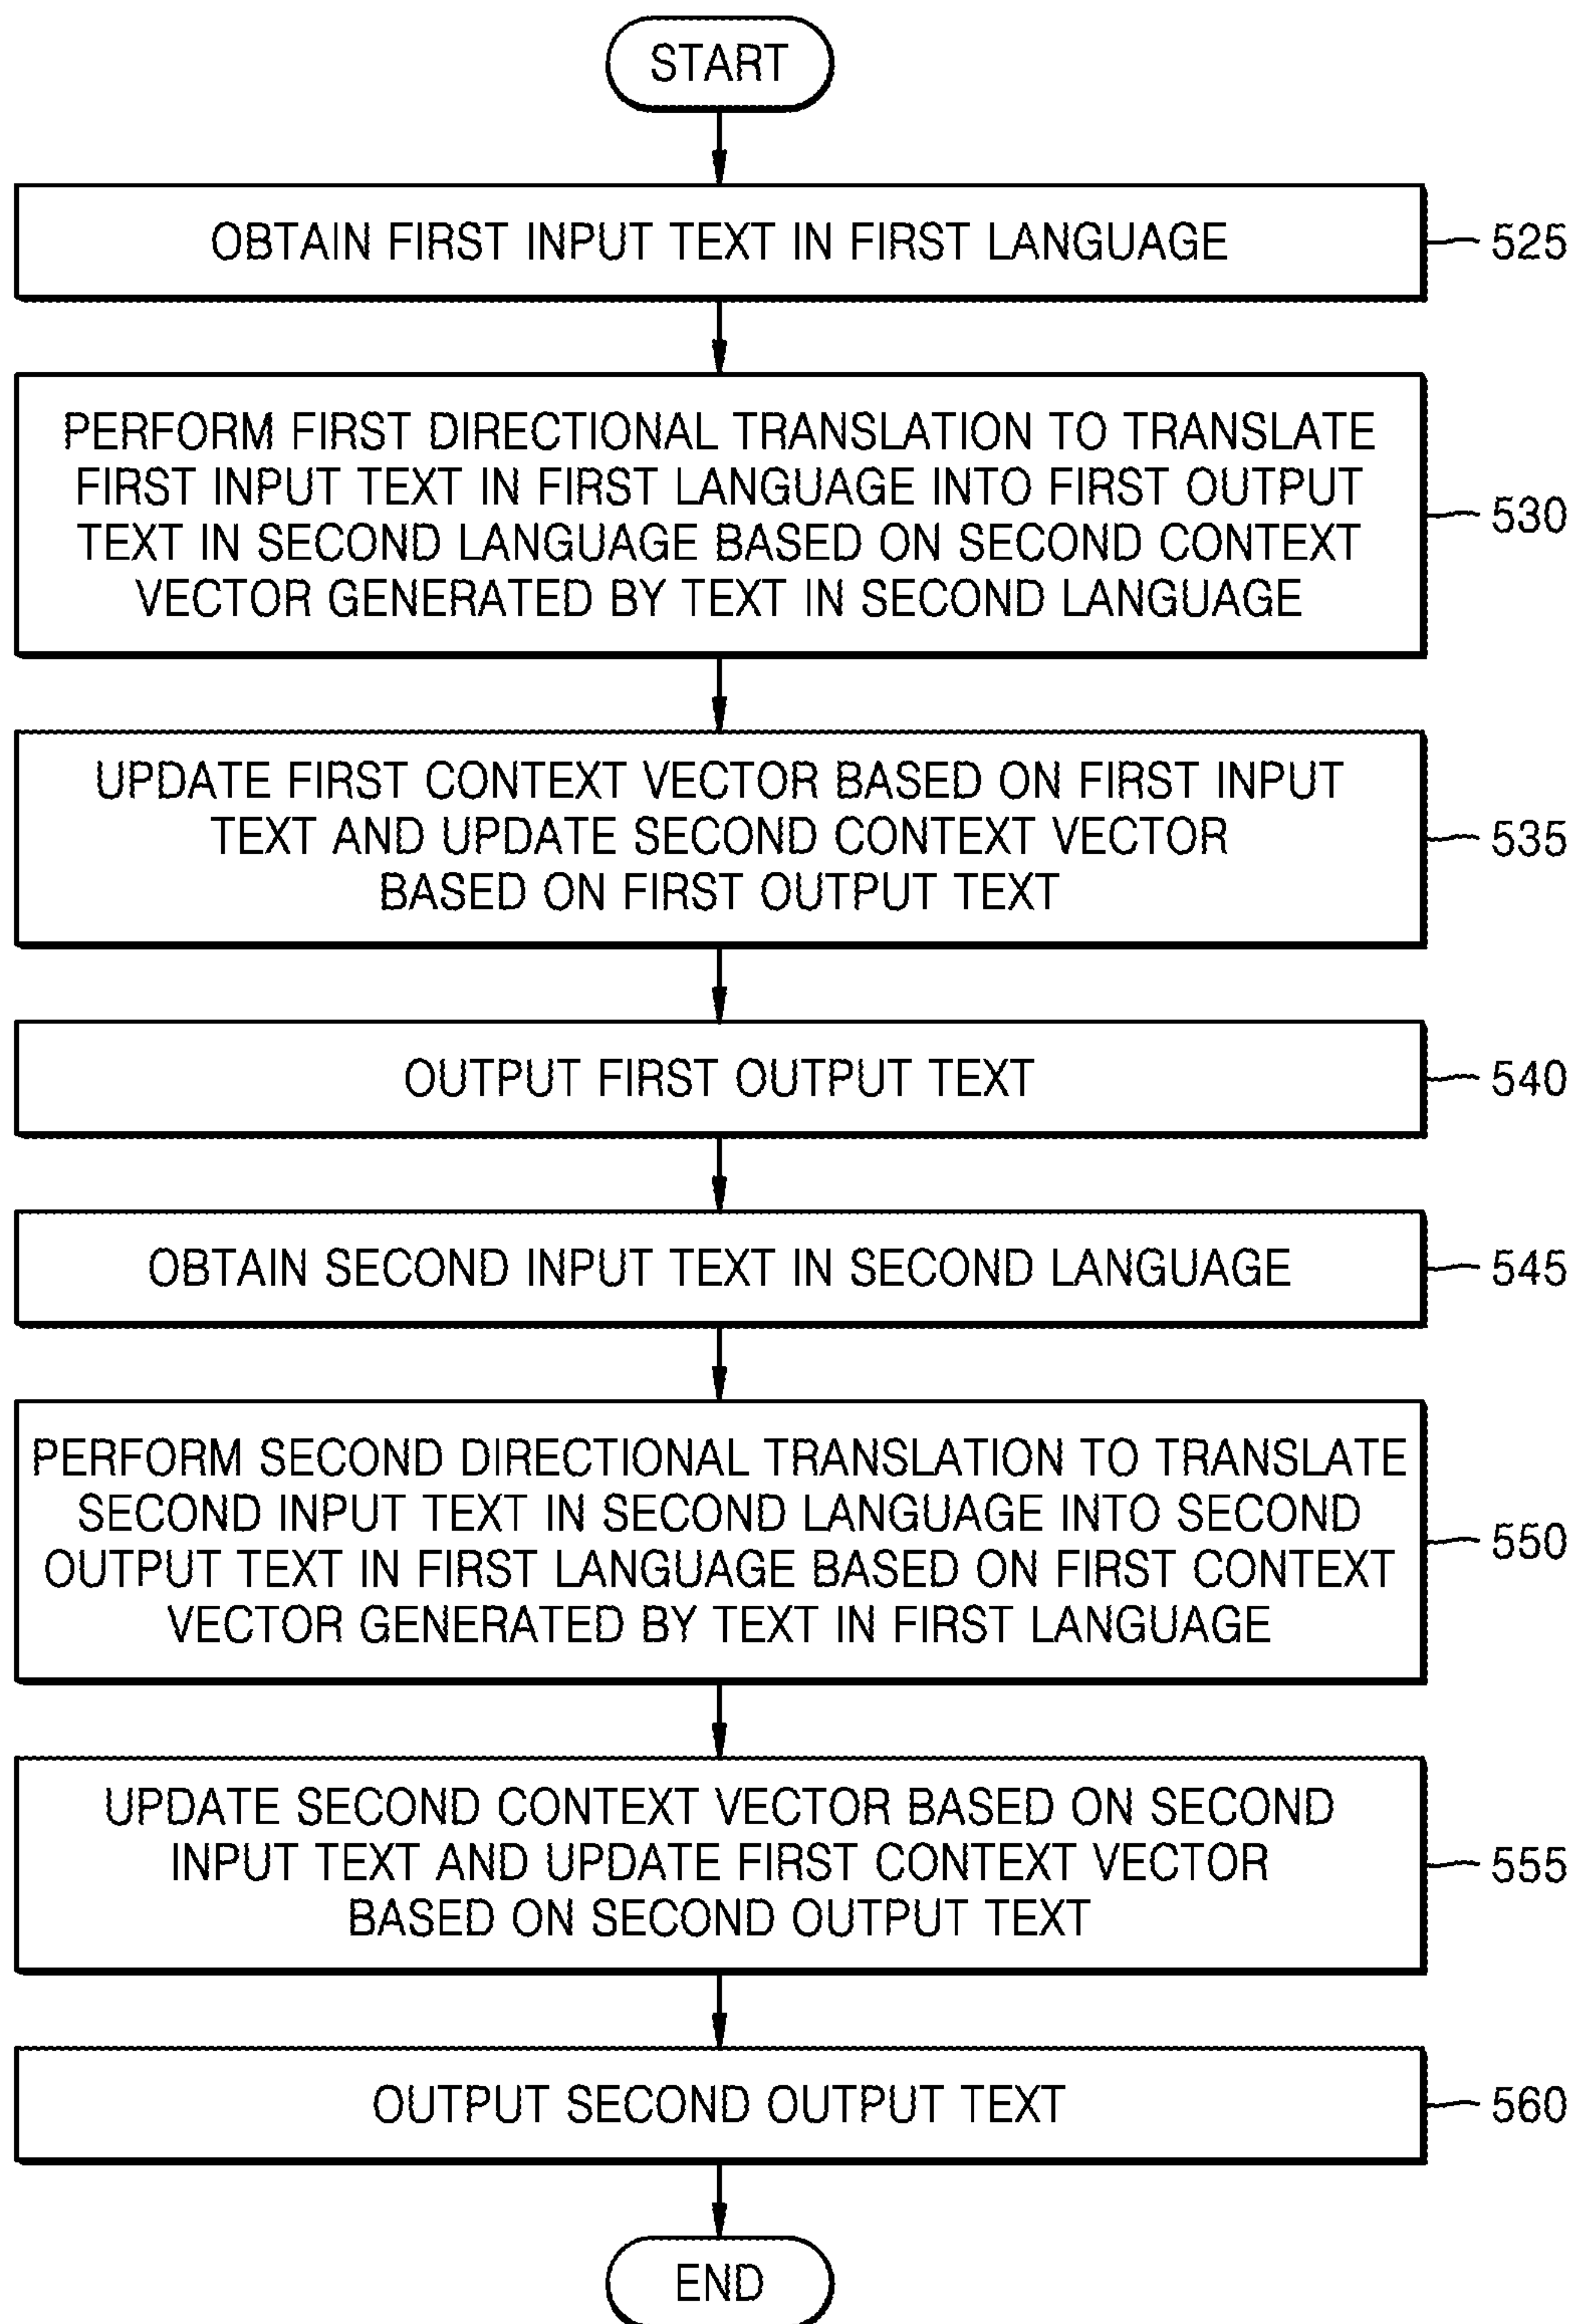 START
OBTAIN FIRST INPUT TEXT IN FIRST LANGUAGE
525
PERFORM FIRST DIRECTIONAL TRANSLATION TO TRANSLATE
FIRST INPUT TEXT IN FIRST LANGUAGE INTO FIRST OUTPUT
TEXT IN SECOND LANGUAGE BASED ON SECOND CONTEXT
VECTOR GENERATED BY TEXT IN SECOND LANGUAGE
530
UPDATE FIRST CONTEXT VECTOR BASED ON FIRST INPUT
TEXT AND UPDATE SECOND CONTEXT VECTOR
BASED ON FIRST OUTPUT TEXT
535
OUTPUT FIRST OUTPUT TEXT
540
OBTAIN SECOND INPUT TEXT IN SECOND LANGUAGE
545
PERFORM SECOND DIRECTIONAL TRANSLATION TO TRANSLATE
SECOND INPUT TEXT IN SECOND LANGUAGE INTO SECOND
OUTPUT TEXT IN FIRST LANGUAGE BASED ON FIRST CONTEXT
VECTOR GENERATED BY TEXT IN FIRST LANGUAGE
550
UPDATE SECOND CONTEXT VECTOR BASED ON SECOND
INPUT TEXT AND UPDATE FIRST CONTEXT VECTOR
BASED ON SECOND OUTPUT TEXT
555
OUTPUT SECOND OUTPUT TEXT
560
END